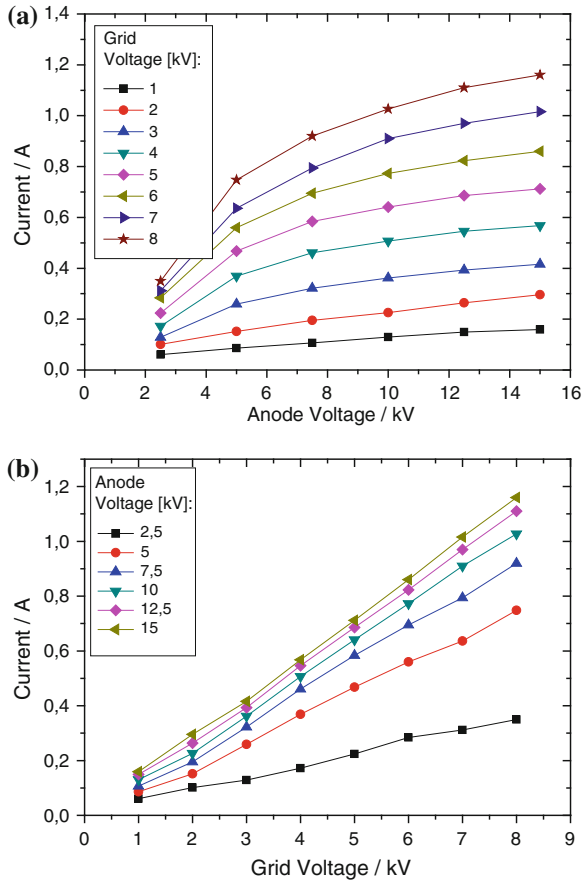 (a)
1,4
1,2
1,0
0,8
0,6
0,4
0,2
0,0
Current / A
Grid
Voltage [kV]:
1
2
3
4
5
6
7
8
0 2 4 6 8 10 12 14 16
Anode Voltage / kV
(b)
1,2
1,0
0,8
0,6
0,4
0,2
0,0
Current / A
Anode
Voltage [kV]:
2,5
5
7,5
10
12,5
15
0 1 2 3 4 5 6 7 8 9
Grid Voltage / kV